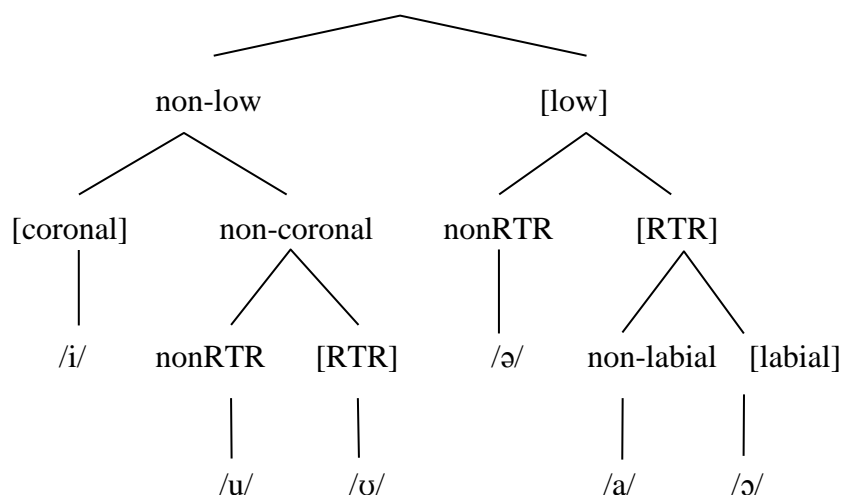 non-low [low]
[coronal] non-coronal nonRTR [RTR]
/i/ nonRTR [RTR] /ə/ non-labial [labial]
/u/ /ʊ/ /a/ /ɔ/